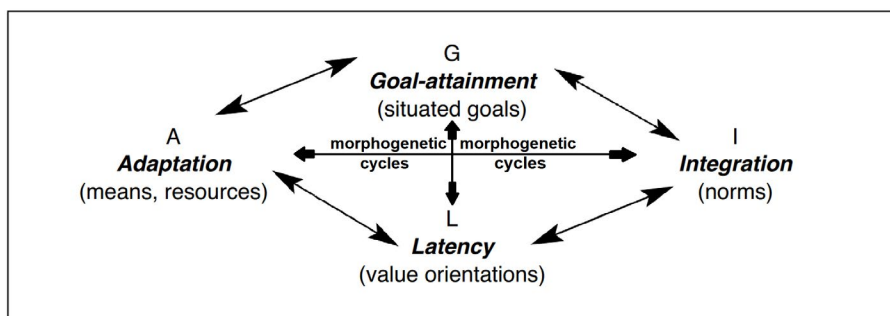 G
Goal-attainment
(situated goals)
A
Adaptation
(means, resources)
morphogenetic morphogenetic
cycles cycles
I
Integration
(norms)
L
Latency
(value orientations)